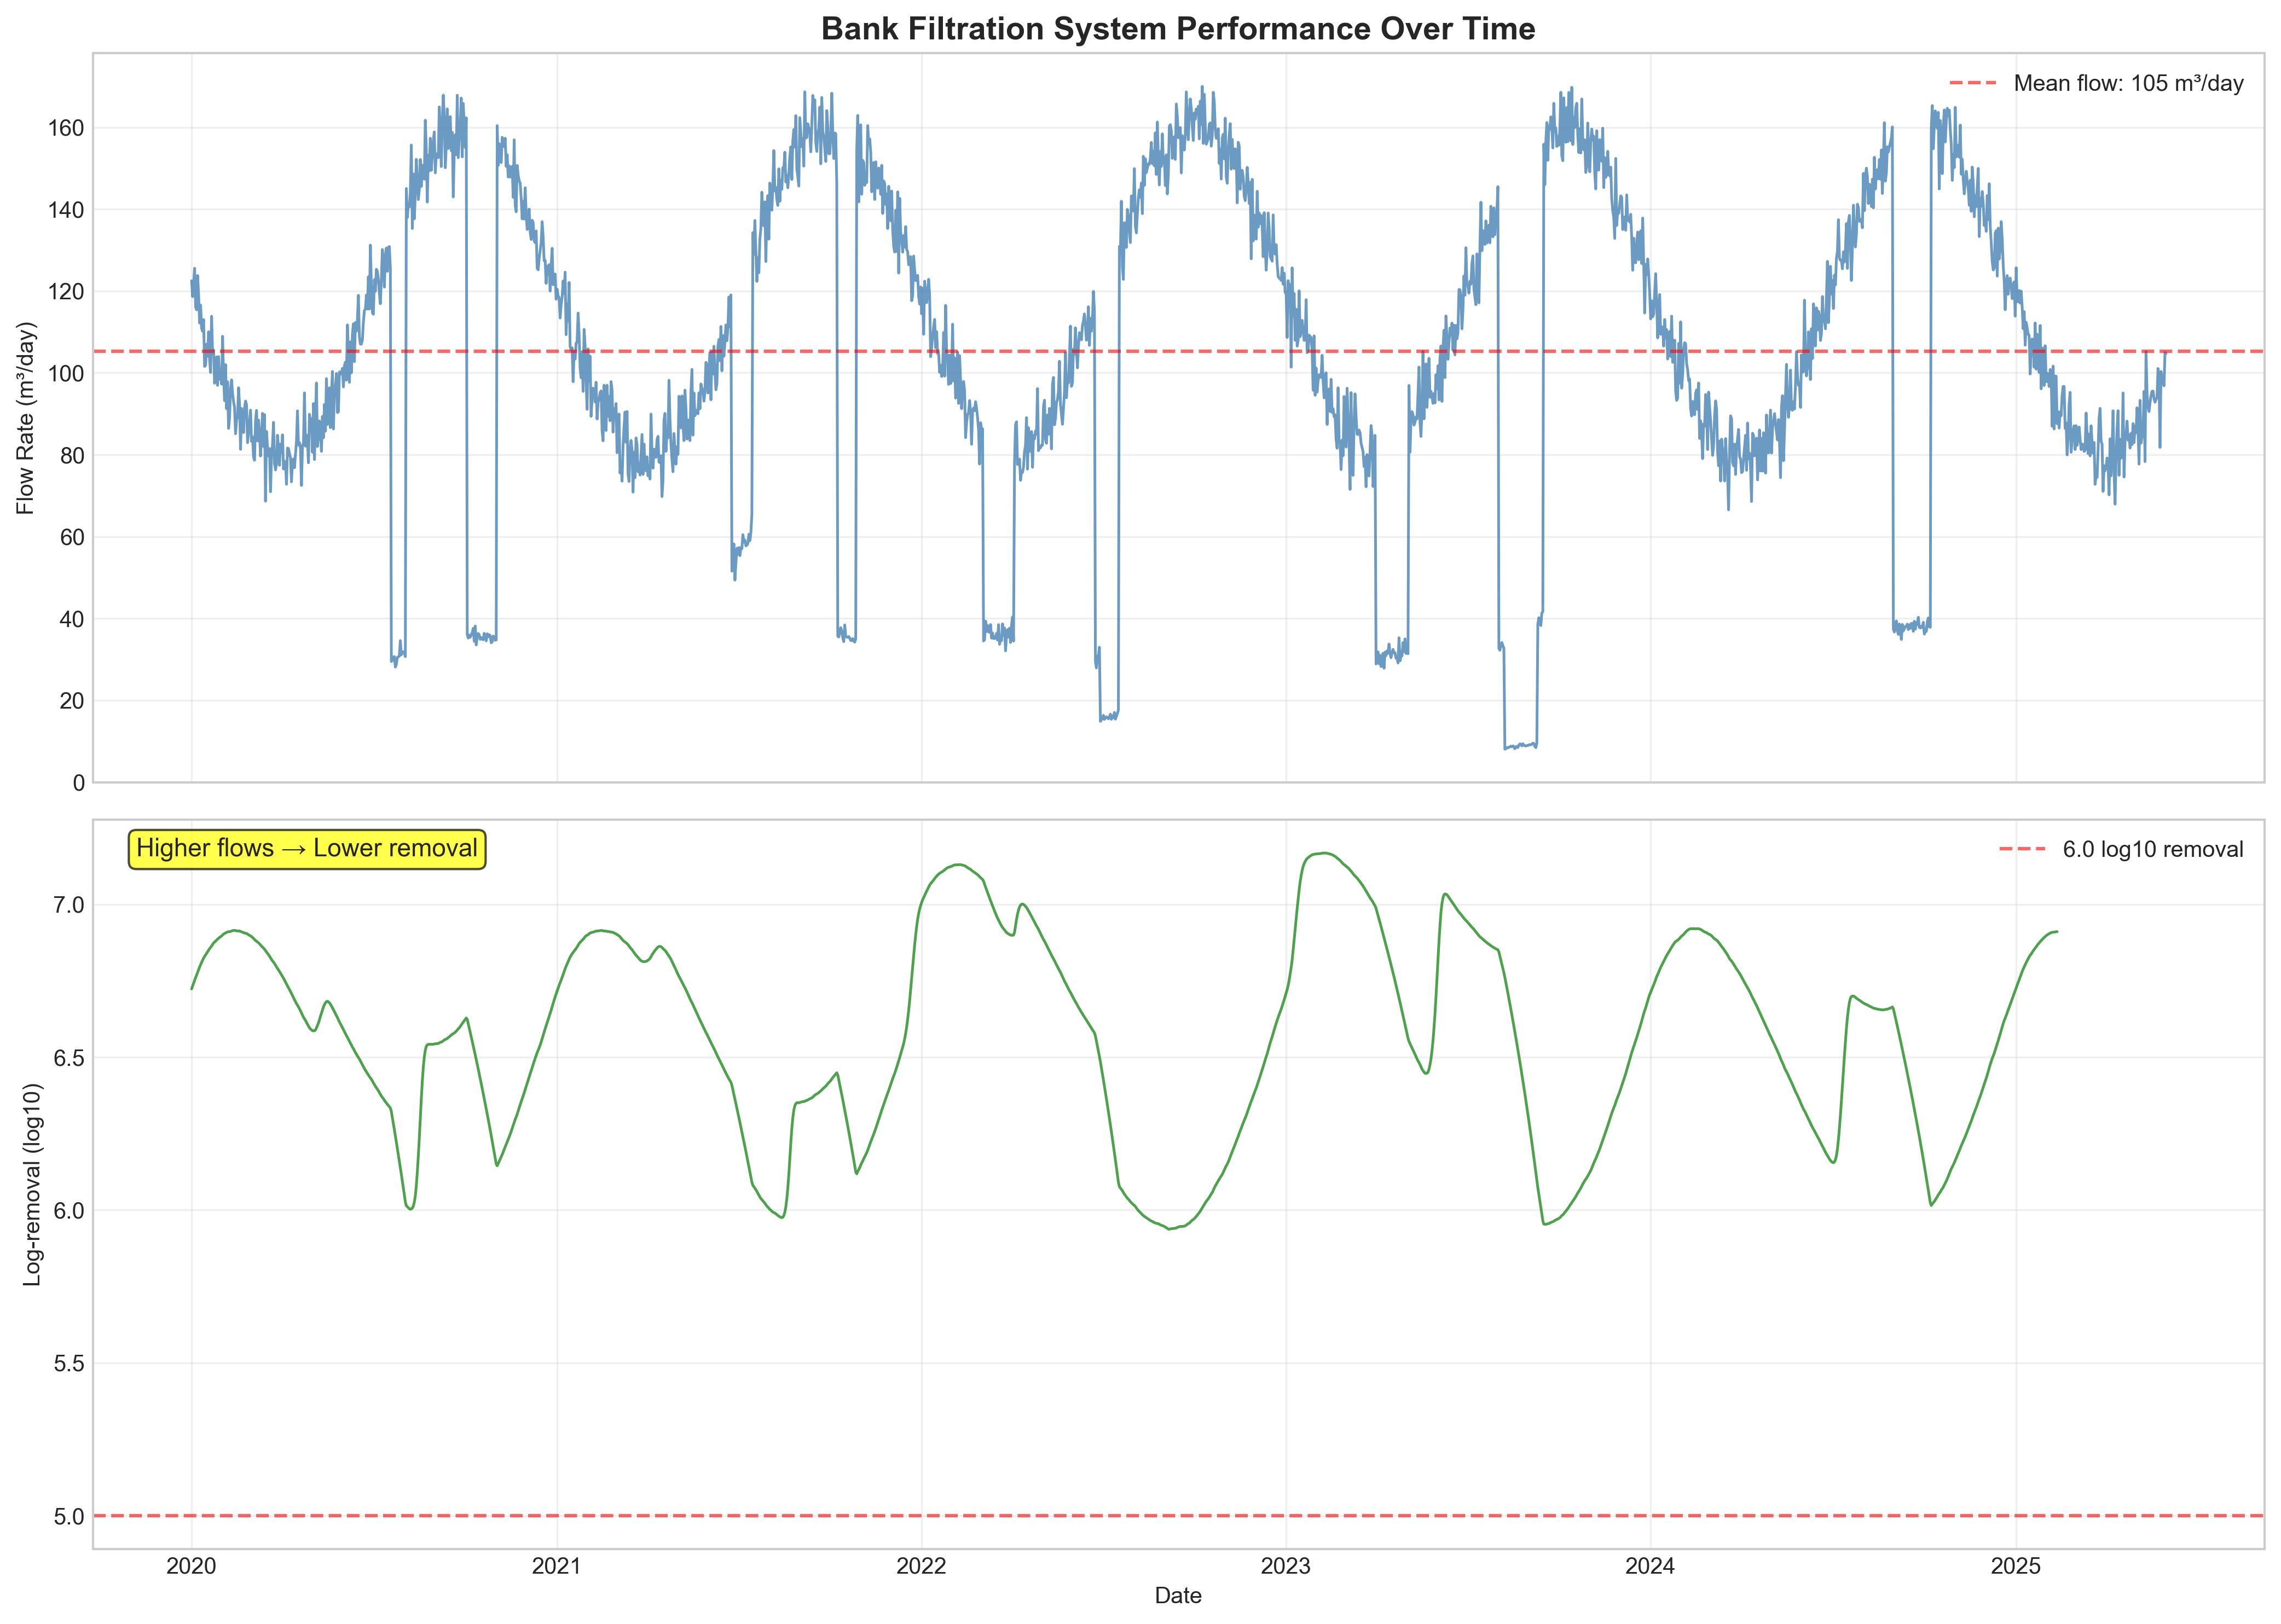 Bank Filtration System Performance Over Time
Mean flow: 105 m³/day
Flow Rate (m³/day)
160
140
120
100
80
60
40
20
0
Higher flows → Lower removal
6.0 log10 removal
Log-removal (log10)
7.0
6.5
6.0
5.5
5.0
2020 2021 2022 2023 2024 2025
Date